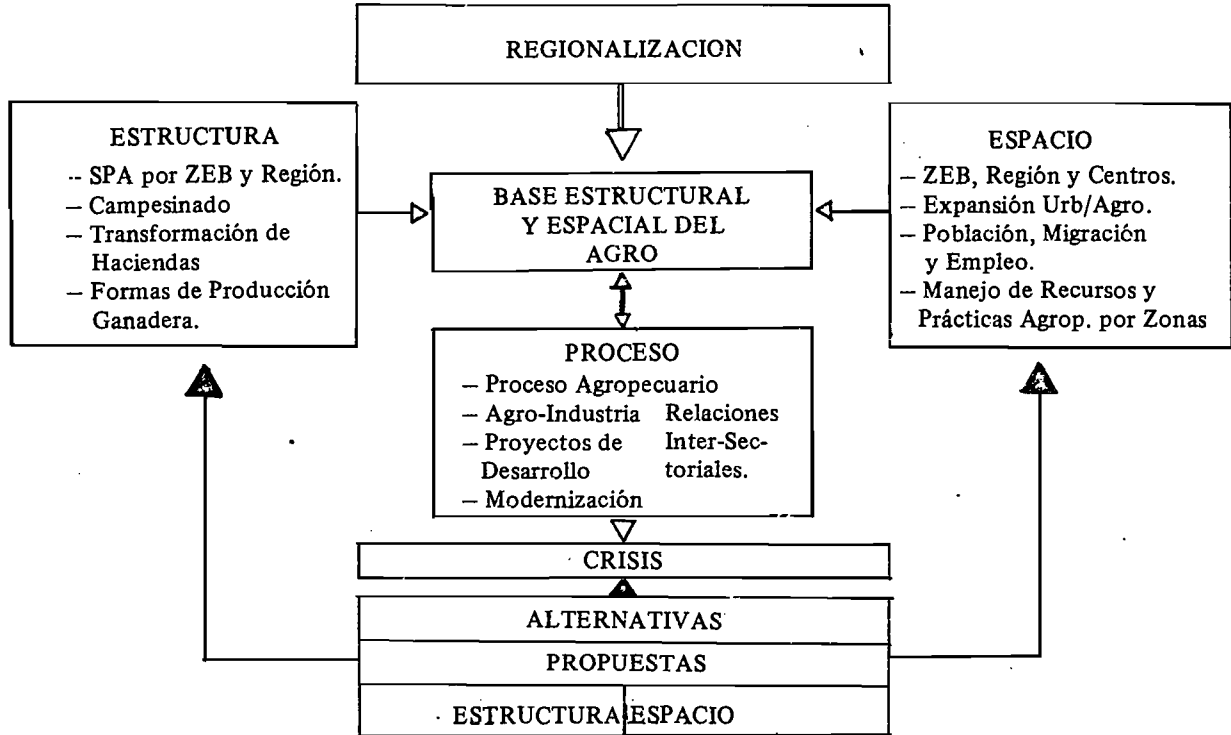 REGIONALIZACION
ESTRUCTURA
-- SPA por ZEB y Región.
— Campesinado
— Transformación de
Haciendas
— Formas de Producción
Ganadera.
BASE ESTRUCTURAL
Y ESPACIAL DEL
AGRO
ESPACIO
— ZEB, Región y Centros.
— Expansión Urb/Agro.
— Población, Migración
y Empleo.
— Manejo de Recursos y
Prácticas Agrop. por Zonas
PROCESO
— Proceso Agropecuario
— Agro-Industria Relaciones
— Proyectos de Inter-Sec-
Desarrollo toriales.
— Modernización
CRISIS
ALTERNATIVAS
PROPUESTAS
ESTRUCTURA ESPACIO